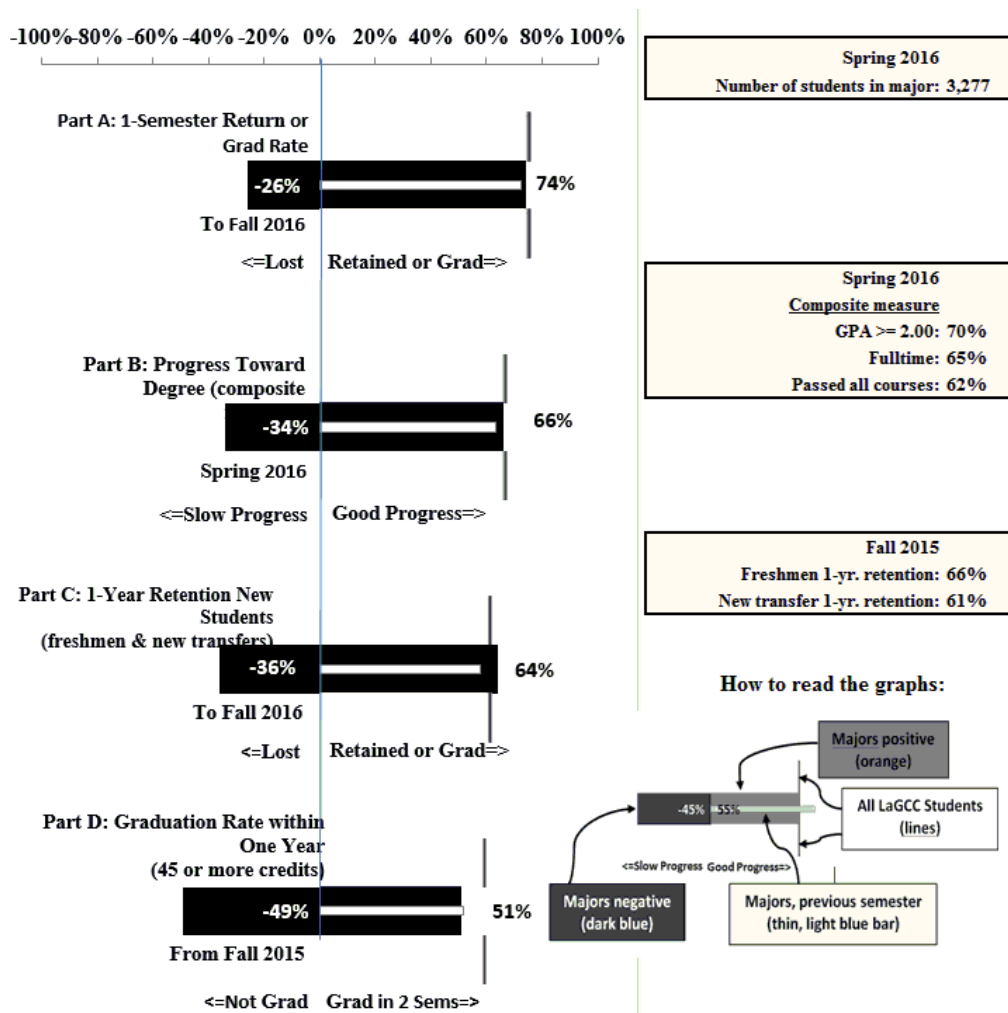 -100%-80% -60% -40% -20% 0% 20% 40% 60% 80% 100%
Spring 2016
Number of students in major: 3,277
Part A: 1-Semester Return or
Grad Rate
-26%
74%
To Fall 2016
<=Lost Retained or Grad=>
Spring 2016
Composite measure
GPA >= 2.00: 70%
Fulltime: 65%
Passed all courses: 62%
Part B: Progress Toward
Degree (composite
-34%
66%
Spring 2016
<=Slow Progress Good Progress=>
Fall 2015
Freshmen 1-yr. retention: 66%
New transfer 1-yr. retention: 61%
Part C: 1-Year Retention New
Students
(freshmen & new transfers)
-36%
64%
To Fall 2016
<=Lost Retained or Grad=>
How to read the graphs:
Majors positive
(orange)
-45% 55%
All LaGCC Students
(lines)
<=Slow Progress Good Progress=>
Majors negative
(dark blue)
Majors, previous semester
(thin, light blue bar)
Part D: Graduation Rate within
One Year
(45 or more credits)
-49%
51%
From Fall 2015
<=Not Grad Grad in 2 Sems=>